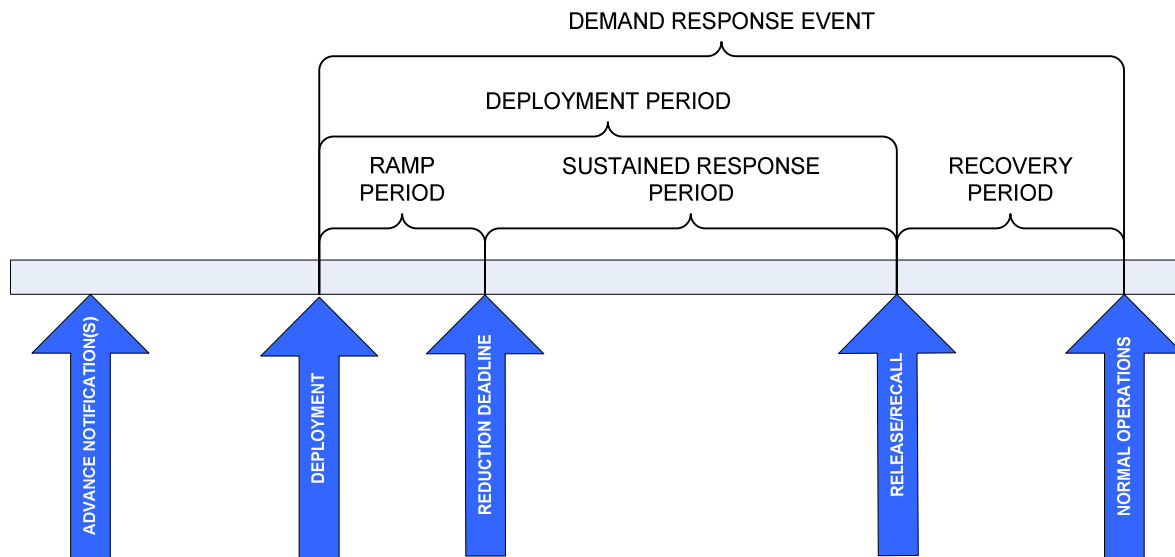 DEMAND RESPONSE EVENT
DEPLOYMENT PERIOD
RAMP
PERIOD
SUSTAINED RESPONSE
PERIOD
RECOVERY
PERIOD
ADVANCE NOTIFICATION(S)
DEPLOYMENT
REDUCTION DEADLINE
RELEASE/RECALL
NORMAL OPERATIONS